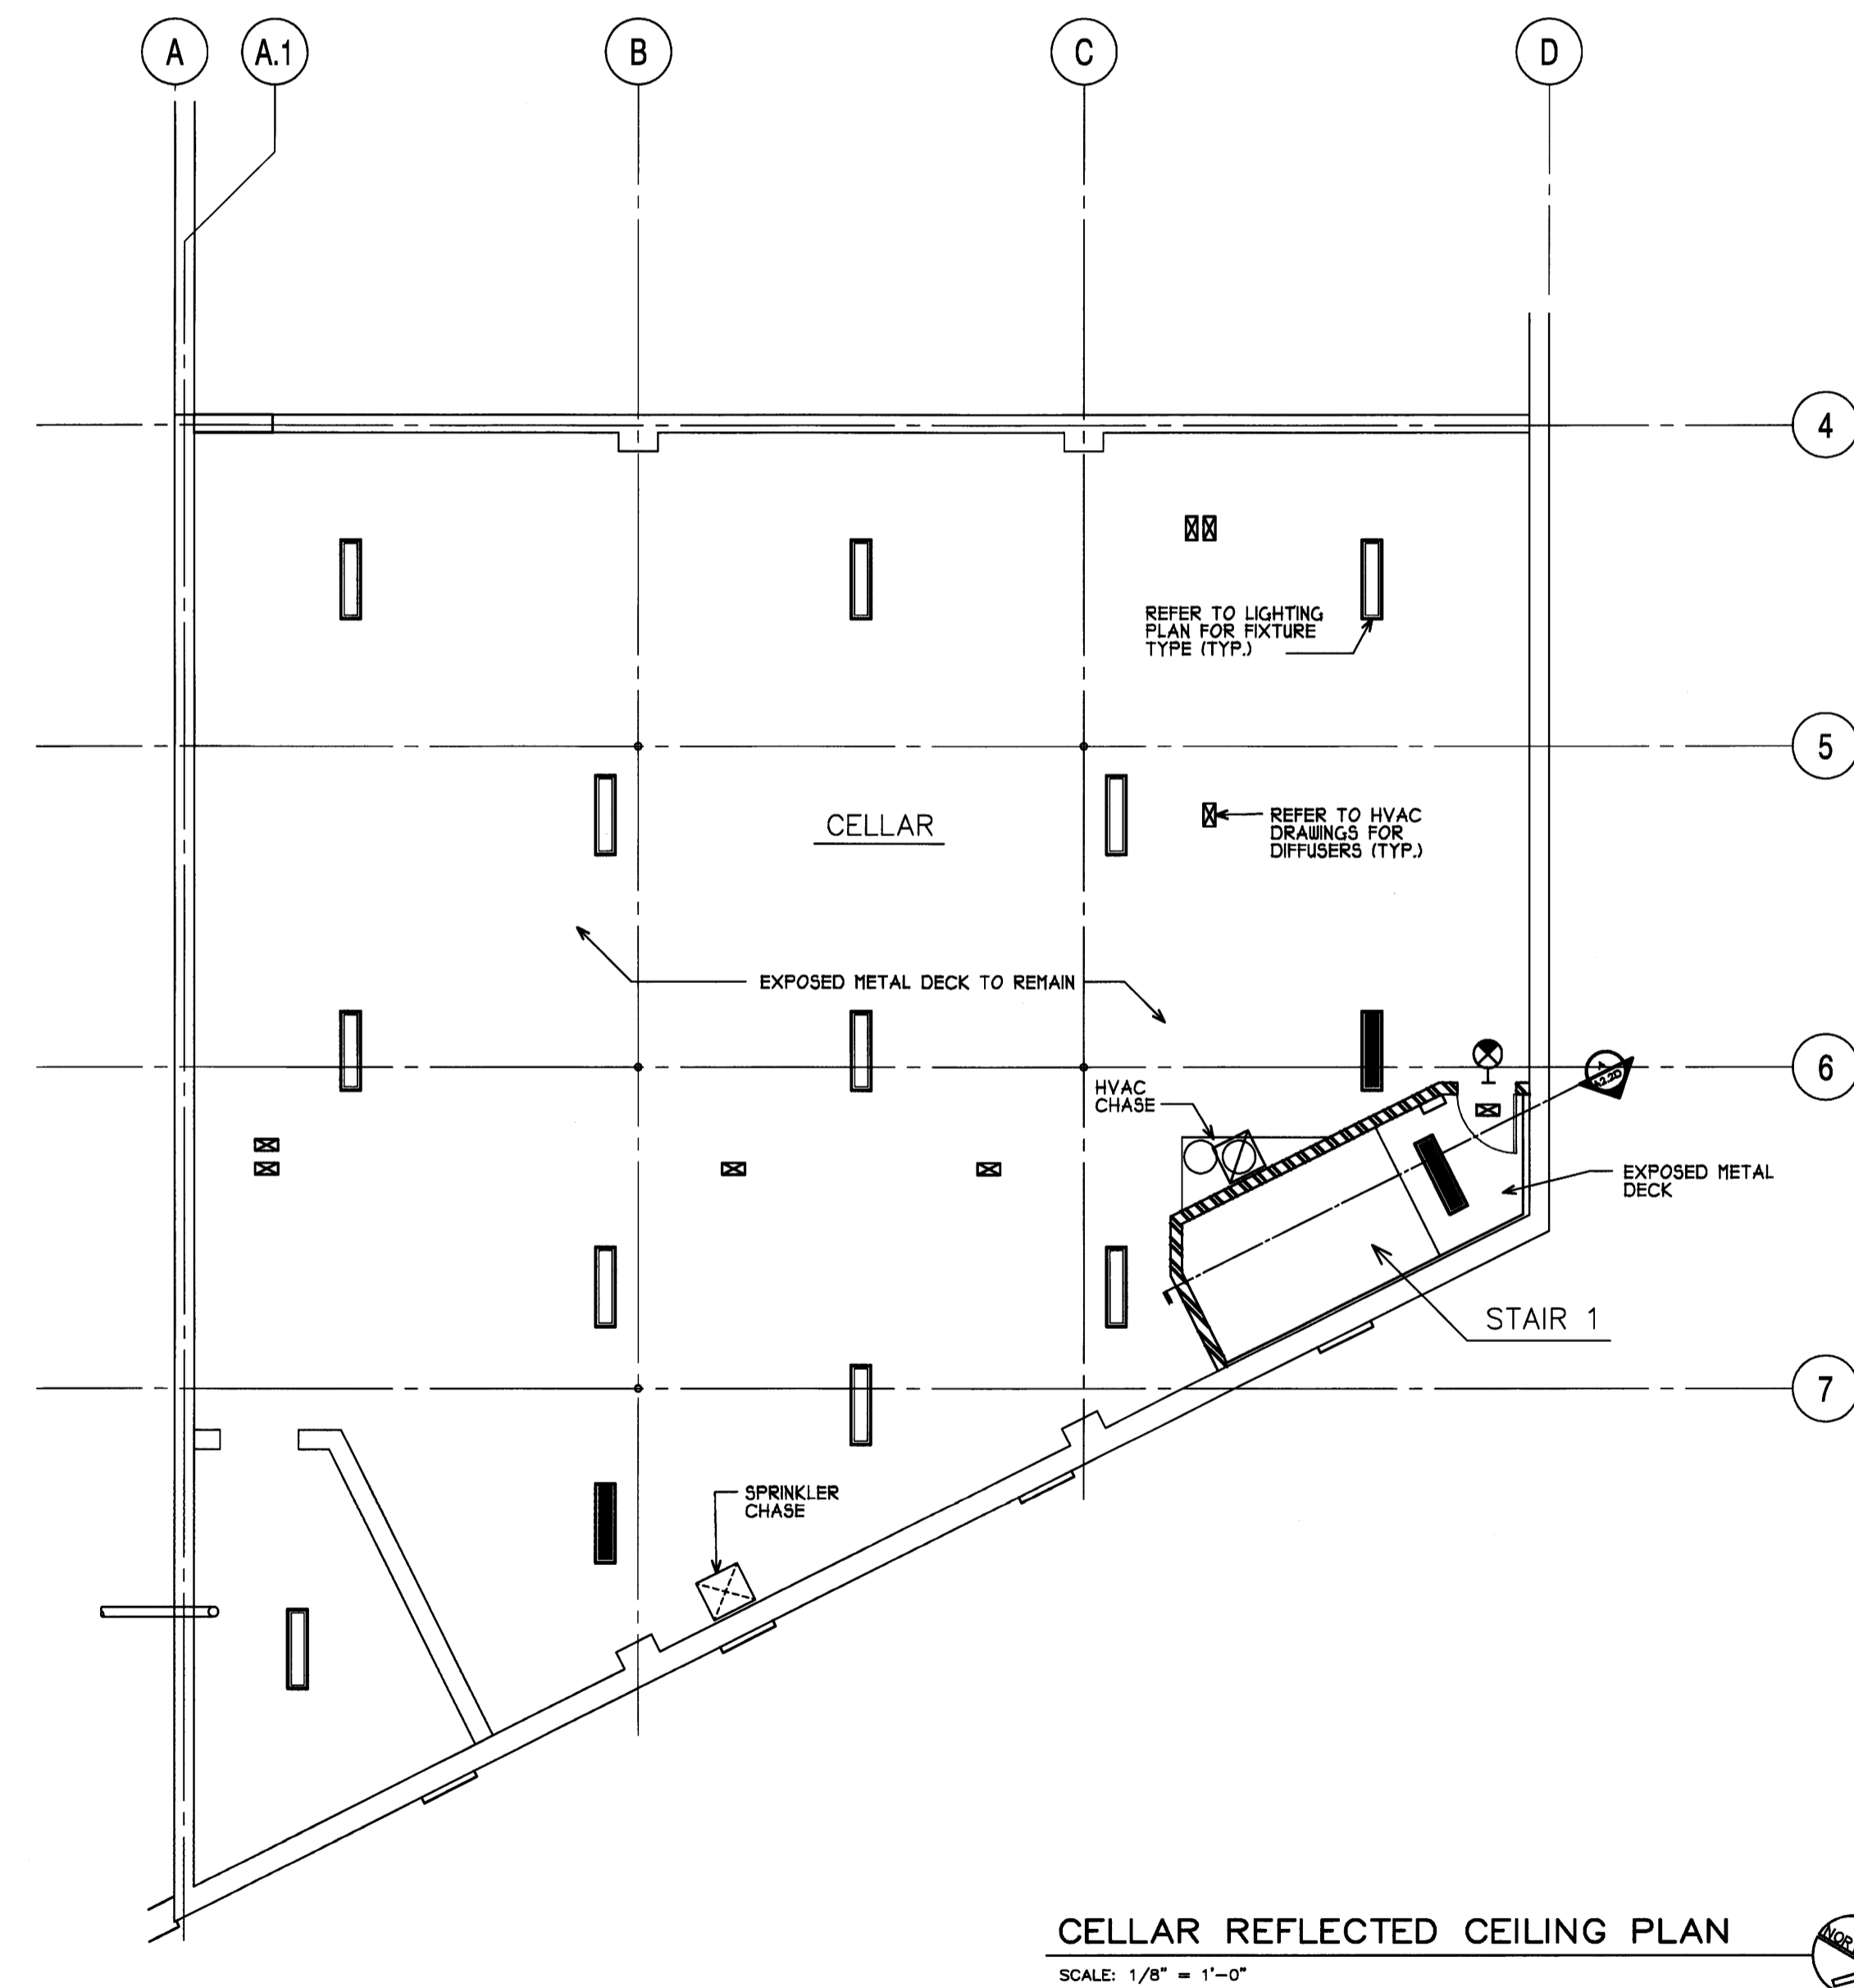 A
A.1
B
C
D
4
REFER TO LIGHTING
PLAN FOR FIXTURE
TYPE (TYP.)
5
CELLAR
REFER TO HVAC
DRAWINGS FOR
DIFFUSERS (TYP.)
EXPOSED METAL DECK TO REMAIN
6
A
A2.20
HVAC
CHASE
EXPOSED METAL
DECK
STAIR 1
7
SPRINKLER
CHASE
CELLAR REFLECTED CEILING PLAN
SCALE: 1/8" = 1'-0"